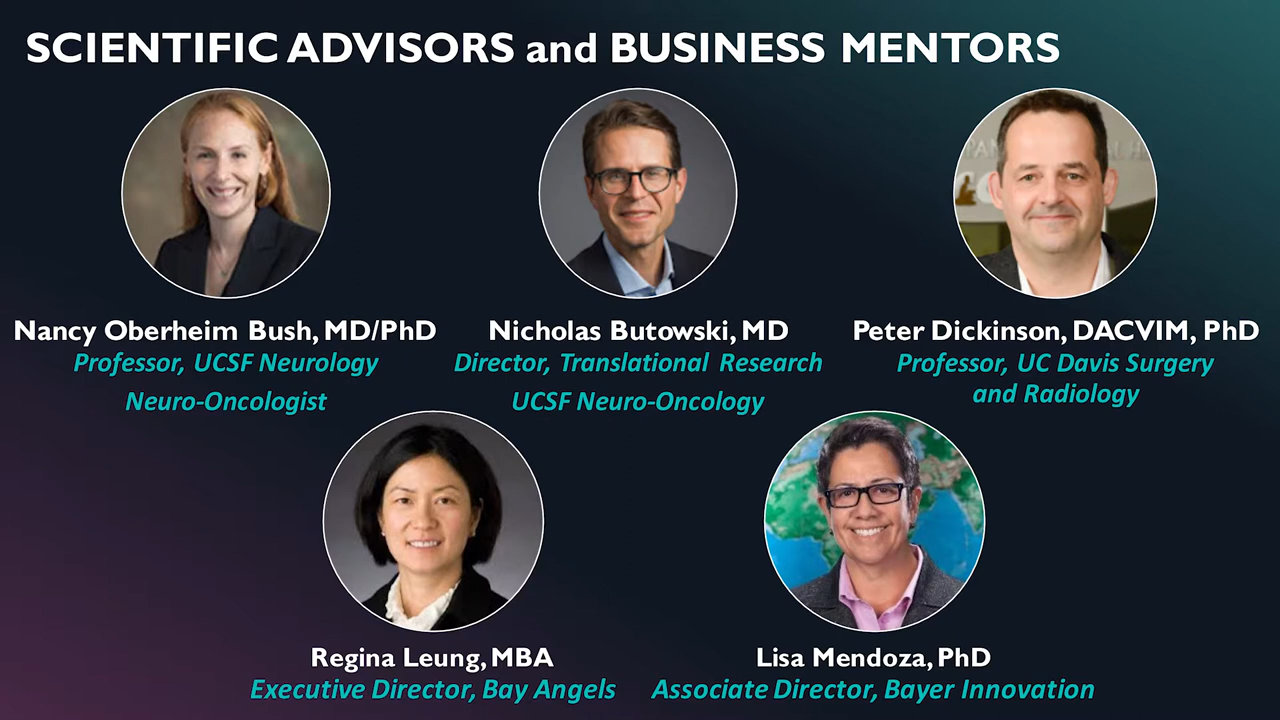 SCIENTIFIC ADVISORS and BUSINESS MENTORS
Nancy Oberheim Bush, MD/PhD
Professor, UCSF Neurology
Neuro-Oncologist
Nicholas Butowski, MD
Director, Translational Research
UCSF Neuro-Oncology
Peter Dickinson, DACVIM, PhD
Professor, UC Davis Surgery
and Radiology
Regina Leung, MBA
Executive Director, Bay Angels
Lisa Mendoza, PhD
Associate Director, Bayer Innovation